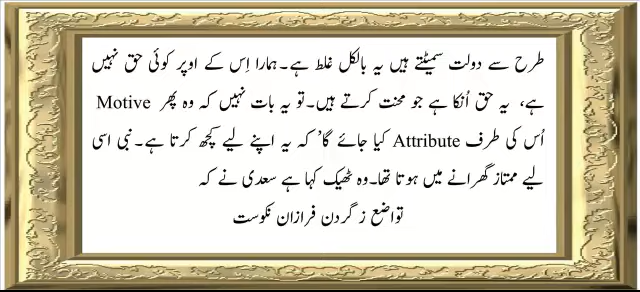 طرح سے دولت سمیٹتے ہیں یہ بالکل غلط ہے۔ہمارا اِس کے اوپر کوئی حق نہیں
ہے، یہ حق اُنکا ہے جو محنت کرتے ہیں۔تو یہ بات نہیں کہ وہ پھر Motive
اُس کی طرف Attribute کیا جائے گا' کہ یہ اپنے لیے کچھ کرتا ہے۔نبی اسی
لیے ممتاز گھرانے میں ہوتا تھا۔وہ ٹھیک کہا ہے سعدی نے کہ
تواضع ز گردن فرازان نکوست